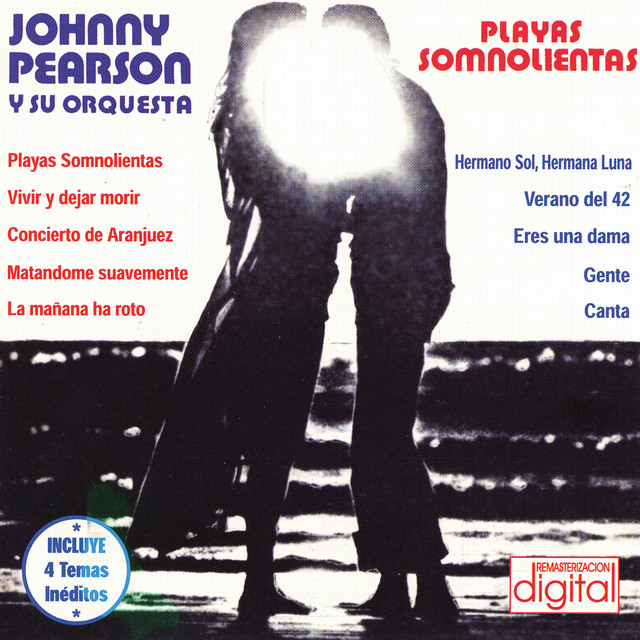 JOHNNY
PEARSON
Y SU ORQUESTA
PLAYAS
SOMNOLIENTAS
Playas Somnolientas
Vivir y dejar morir
Concierto de Aranjuez
Matandome suavemente
La mañana ha roto
Hermano Sol, Hermana Luna
Verano del 42
Eres una dama
Gente
Canta
*
INCLUYE
4 Temas
Inéditos
*
REMASTERIZACION
digital